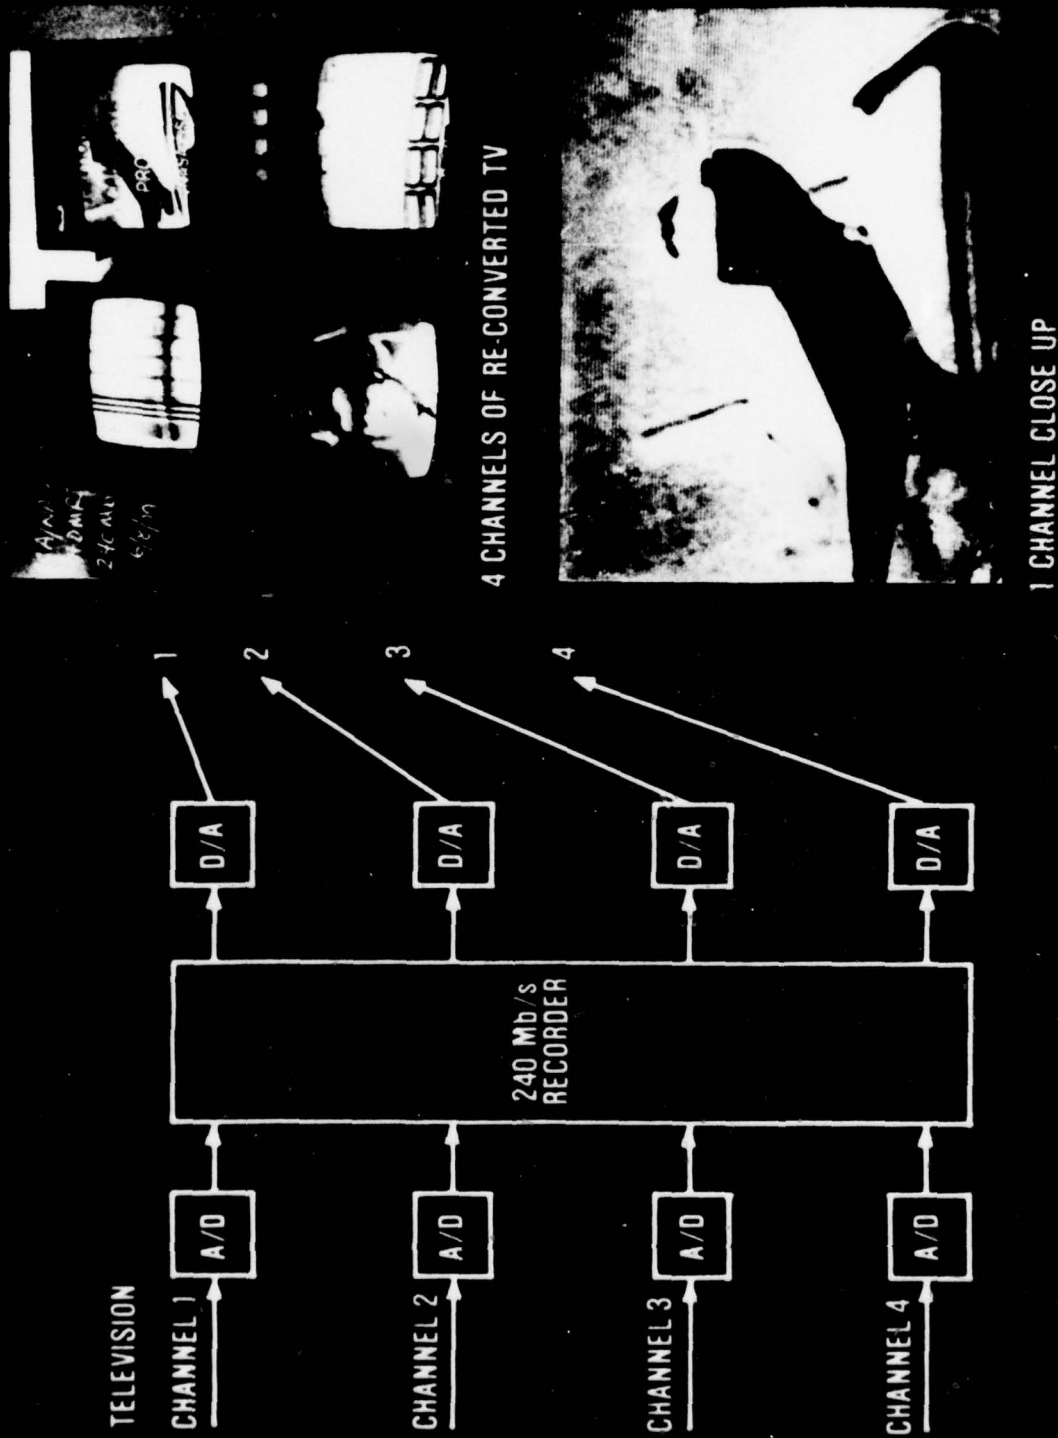 TELEVISION
CHANNEL 1
A/D
CHANNEL 2
A/D
CHANNEL 3
A/D
CHANNEL 4
A/D
240 Mb/s
RECORDER
D/A
D/A
D/A
D/A
1
2
3
4
PRO
4 CHANNELS OF RE-CONVERTED TV
1 CHANNEL CLOSE UP